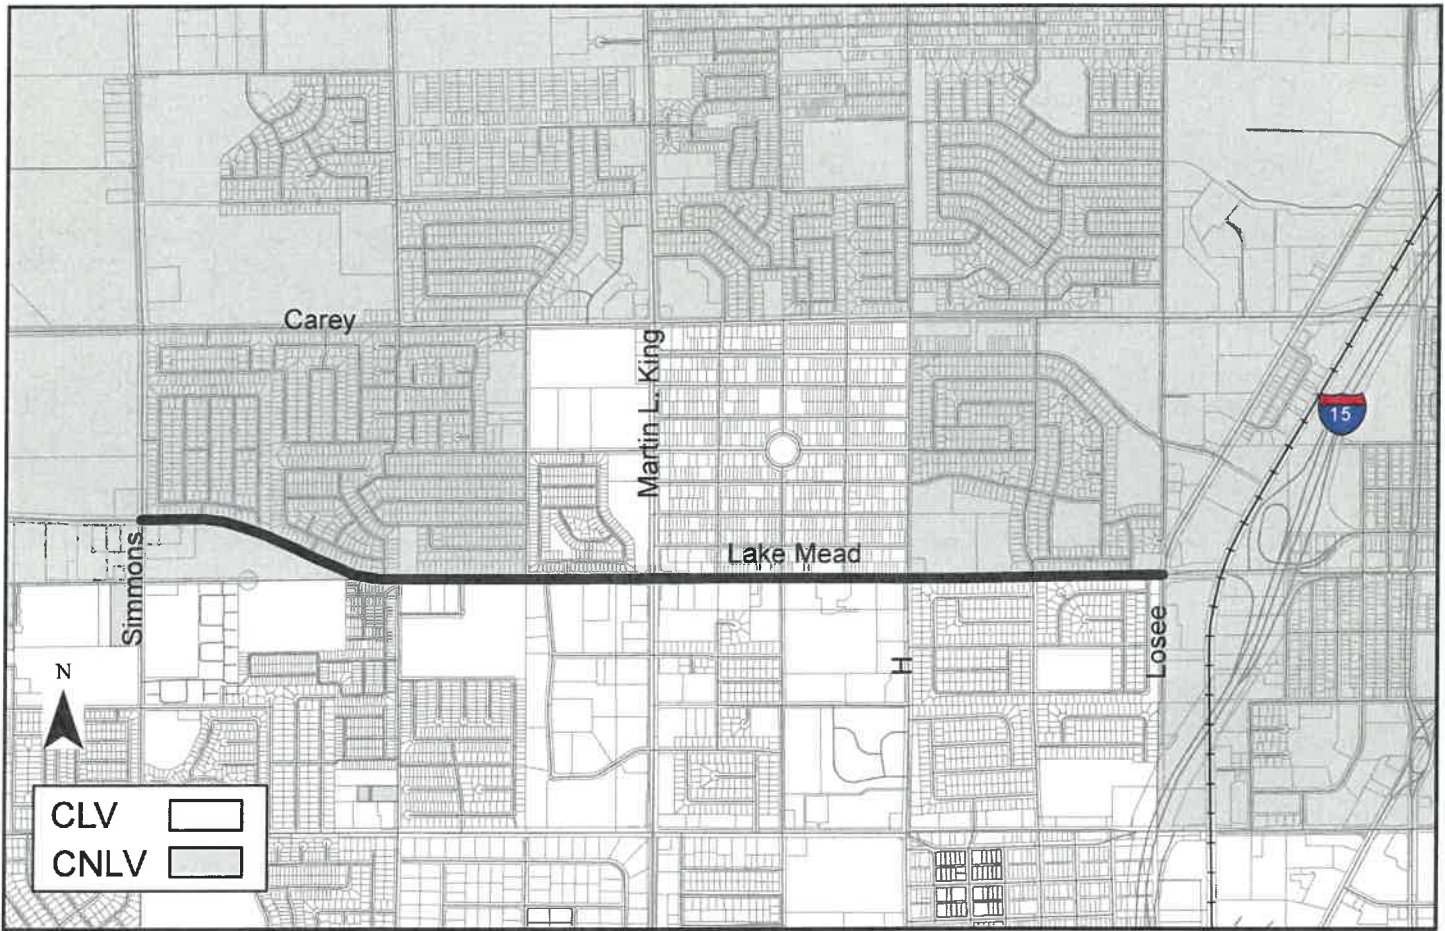 Carey
Martin L. King
15
Lake Mead
Simmons
Losee
H
N
CLV
CNLV